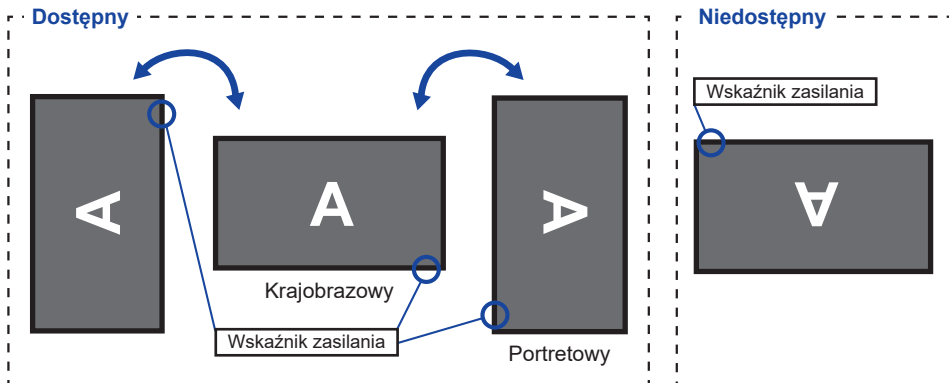 Dostępny
Niedostępny
Wskaźnik zasilania
A
A
A
A
Krajobrazowy
Wskaźnik zasilania
Portretowy